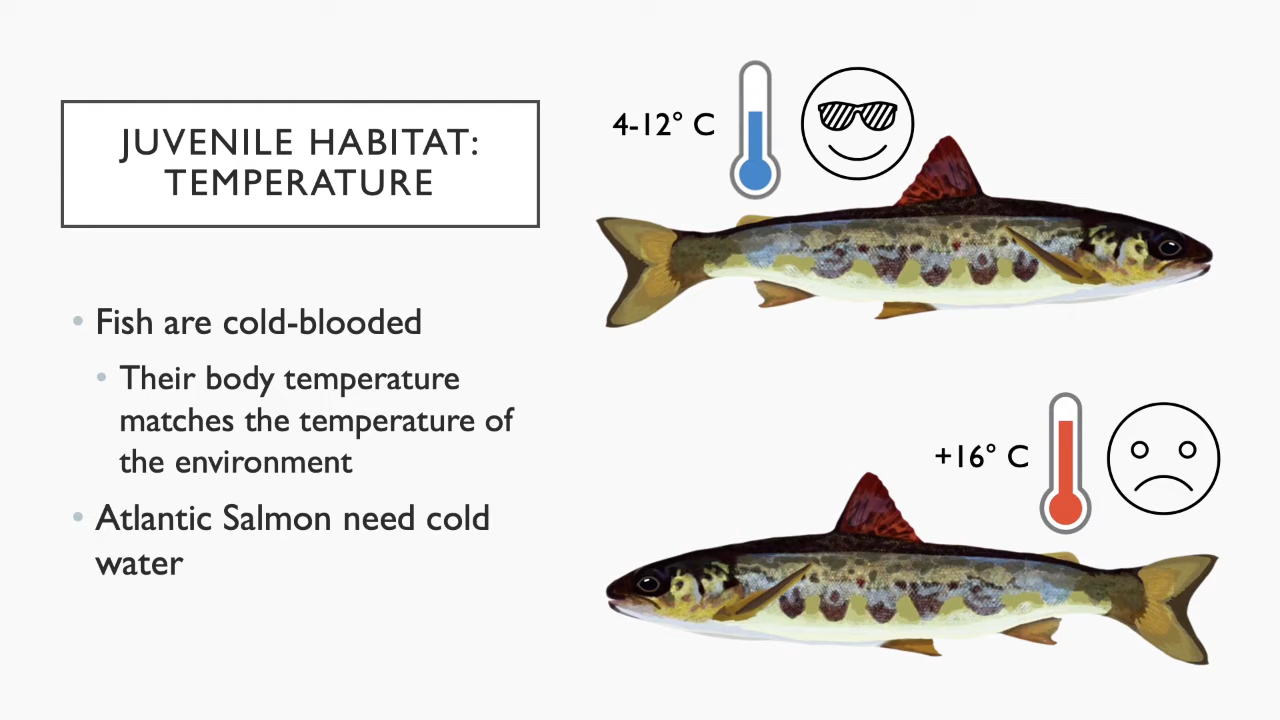 JUVENILE HABITAT:
TEMPERATURE
• Fish are cold-blooded
• Their body temperature
matches the temperature of
the environment
• Atlantic Salmon need cold
water
4-12° C
+16° C